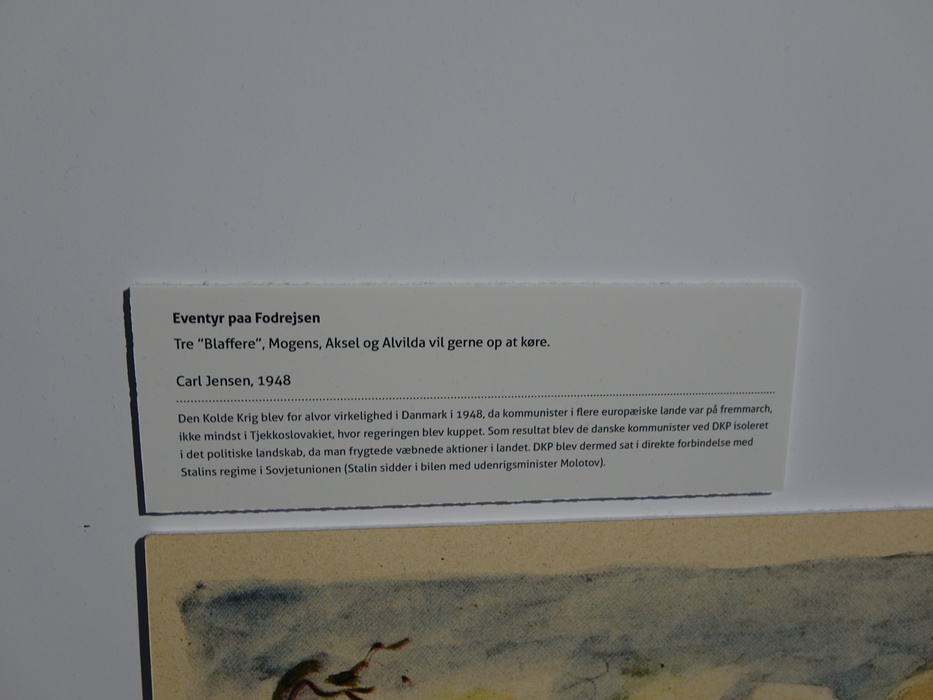 Eventyr paa Fodrejsen
Tre "Blaffere", Mogens, Aksel og Alvilda vil gerne op at køre.
Carl Jensen, 1948
Den Kolde Krig blev for alvor virkelighed i Danmark i 1948, da kommunister i flere europæiske lande var på fremmarch,
ikke mindst i Tjekkoslovakiet, hvor regeringen blev kuppet. Som resultat blev de danske kommunister ved DKP isoleret
i det politiske landskab, da man frygtede væbnede aktioner i landet. DKP blev dermed sat i direkte forbindelse med
Stalins regime i Sovjetunionen (Stalin sidder i bilen med udenrigsminister Molotov).